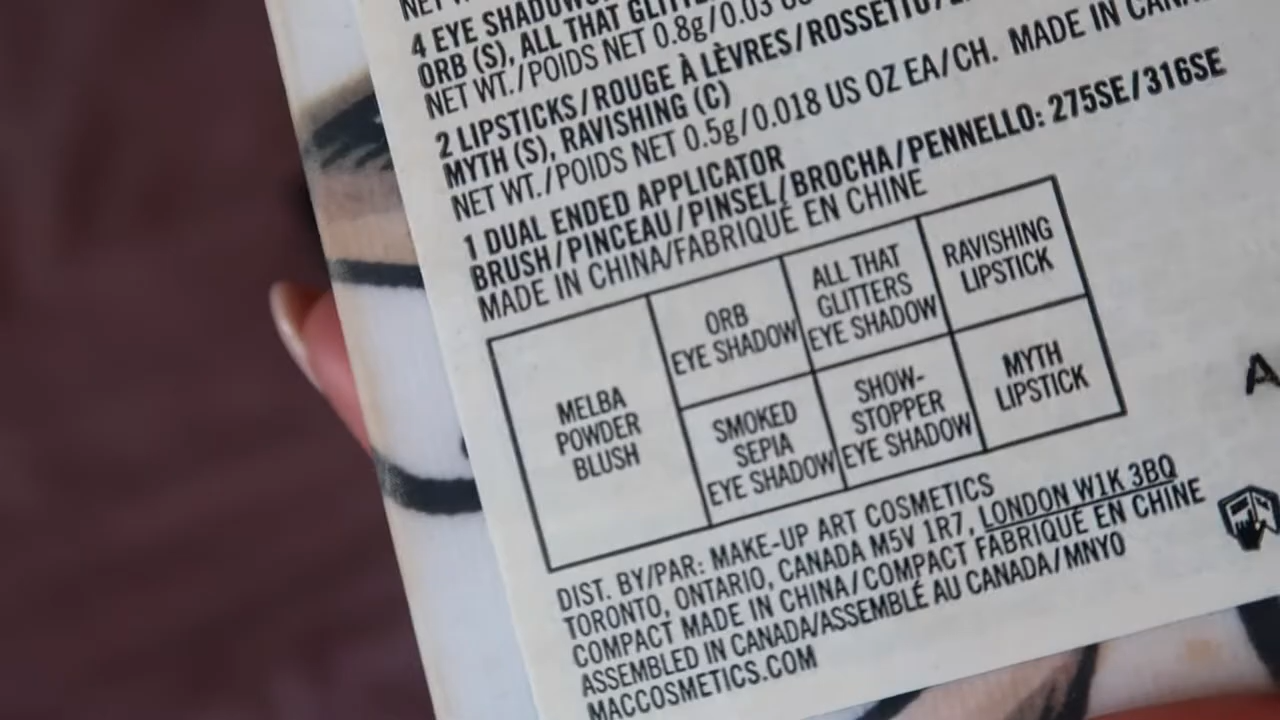 4 EYE SHADOWS
ORB (S), ALL THAT GLITTERS
NET WT./POIDS NET 0.8g/0.03 US
2 LIPSTICKS/ROUGE À LÈVRES/ROSSETTO/
MYTH (S), RAVISHING (C)
NET WT./POIDS NET 0.5g/0.018 US OZ EA/CH. MADE IN CANA
1 DUAL ENDED APPLICATOR
BRUSH/PINCEAU/PINSEL/BROCHA/PENNELLO: 275SE/316SE
MADE IN CHINA/FABRIQUÉ EN CHINE
MELBA
POWDER
BLUSH
ORB
EYE SHADOW
ALL THAT
GLITTERS
EYE SHADOW
RAVISHING
LIPSTICK
SMOKED
SEPIA
EYE SHADOW
SHOW-
STOPPER
EYE SHADOW
MYTH
LIPSTICK
A
DIST. BY/PAR: MAKE-UP ART COSMETICS
TORONTO, ONTARIO, CANADA M5V 1R7, LONDON W1K 3BQ
COMPACT MADE IN CHINA/COMPACT FABRIQUÉ EN CHINE
ASSEMBLED IN CANADA/ASSEMBLÉ AU CANADA/MNYO
MACCOSMETICS.COM